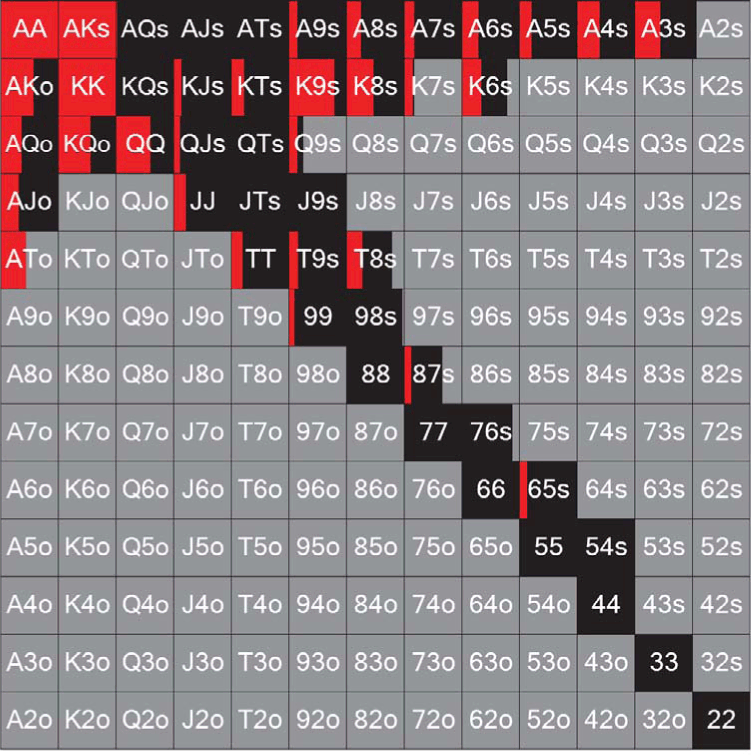 AA AKs AQs AJs ATs A9s A8s A7s A6s A5s A4s A3s A2s
AKo KK KQs KJs KTs K9s K8s K7s K6s K5s K4s K3s K2s
AQo KQo QQ QJs QTs Q9s Q8s Q7s Q6s Q5s Q4s Q3s Q2s
AJo KJo QJo JJ JTs J9s J8s J7s J6s J5s J4s J3s J2s
ATo KTo QTo JTo TT T9s T8s T7s T6s T5s T4s T3s T2s
A9o K9o Q9o J9o T9o 99 98s 97s 96s 95s 94s 93s 92s
A8o K8o Q8o J8o T8o 98o 88 87s 86s 85s 84s 83s 82s
A7o K7o Q7o J7o T7o 97o 87o 77 76s 75s 74s 73s 72s
A6o K6o Q6o J6o T6o 96o 86o 76o 66 65s 64s 63s 62s
A5o K5o Q5o J5o T5o 95o 85o 75o 65o 55 54s 53s 52s
A4o K4o Q4o J4o T4o 94o 84o 74o 64o 54o 44 43s 42s
A3o K3o Q3o J3o T3o 93o 83o 73o 63o 53o 43o 33 32s
A2o K2o Q2o J2o T2o 92o 82o 72o 62o 52o 42o 32o 22